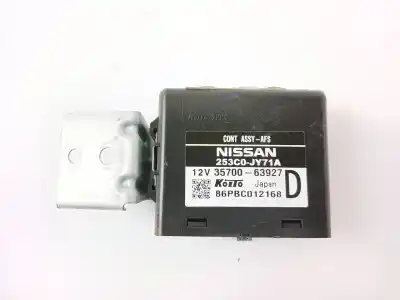 CONT ASSY-AFS
NISSAN
253C0-JY71A
12V 35700-63927
KOITO Japan D
86PBC012168